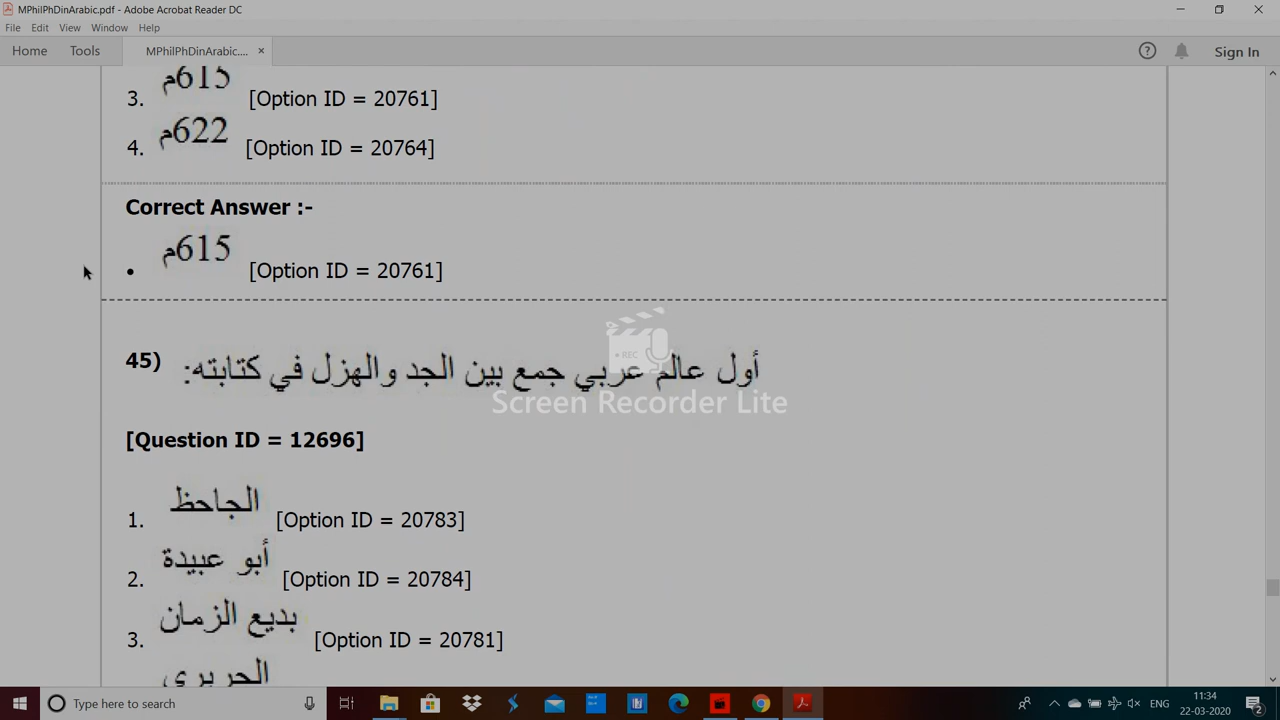 MPhilPhDinArabic.pdf - Adobe Acrobat Reader DC
File Edit View Window Help
Home Tools MPhilPhDinArabic.... × Sign In
3. 615م [Option ID = 20761]
4. 622م [Option ID = 20764]
Correct Answer :-
• 615م [Option ID = 20761]
45) أول عالم عربي جمع بين الجد والهزل في كتابته:
• REC
Screen Recorder Lite
[Question ID = 12696]
1. الجاحظ [Option ID = 20783]
2. أبو عبيدة [Option ID = 20784]
3. بديع الزمان [Option ID = 20781]
الحريري
Type here to search ENG 11:34
22-03-2020 2